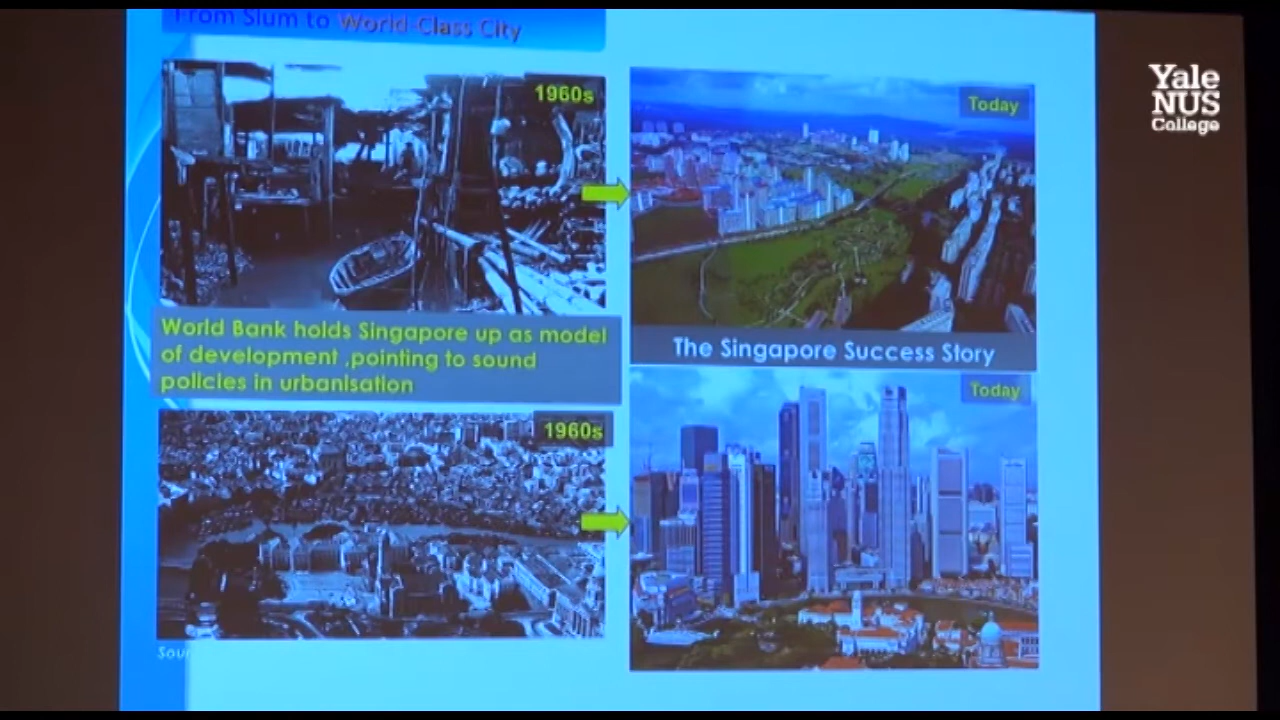 From Slum to World-Class City
1960s
Today
Yale
NUS
College
World Bank holds Singapore up as model
of development ,pointing to sound
policies in urbanisation
The Singapore Success Story
1960s
Today